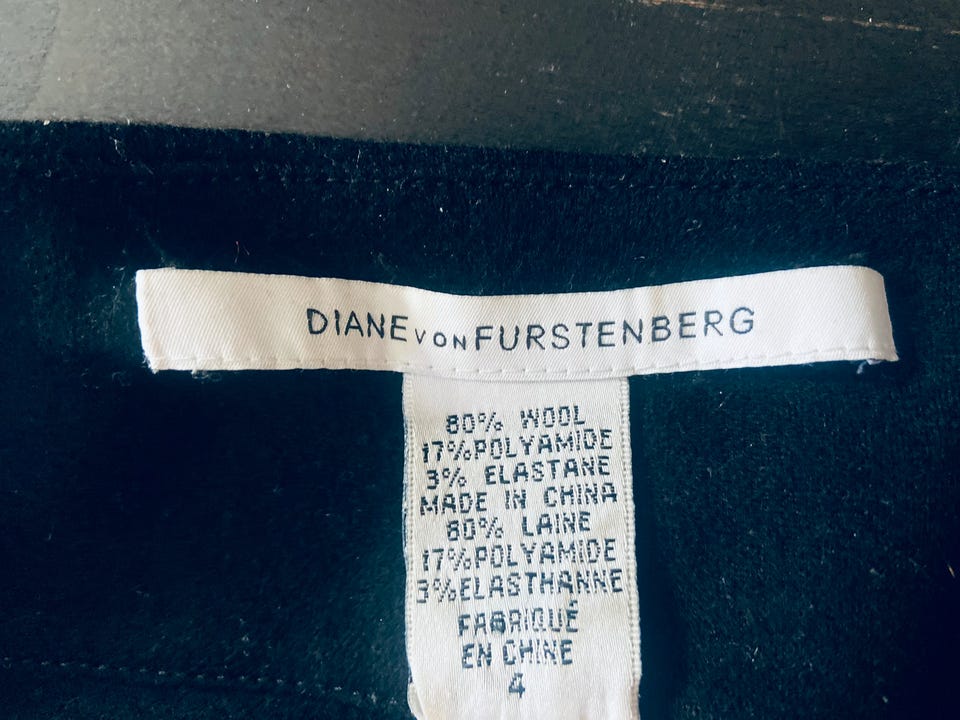 DIANE VON FURSTENBERG
80% WOOL
17%POLYAMIDE
3% ELASTANE
MADE IN CHINA
80% LAINE
17%POLYAMIDE
3%ELASTHANNE
FABRIQUÉ
EN CHINE
4